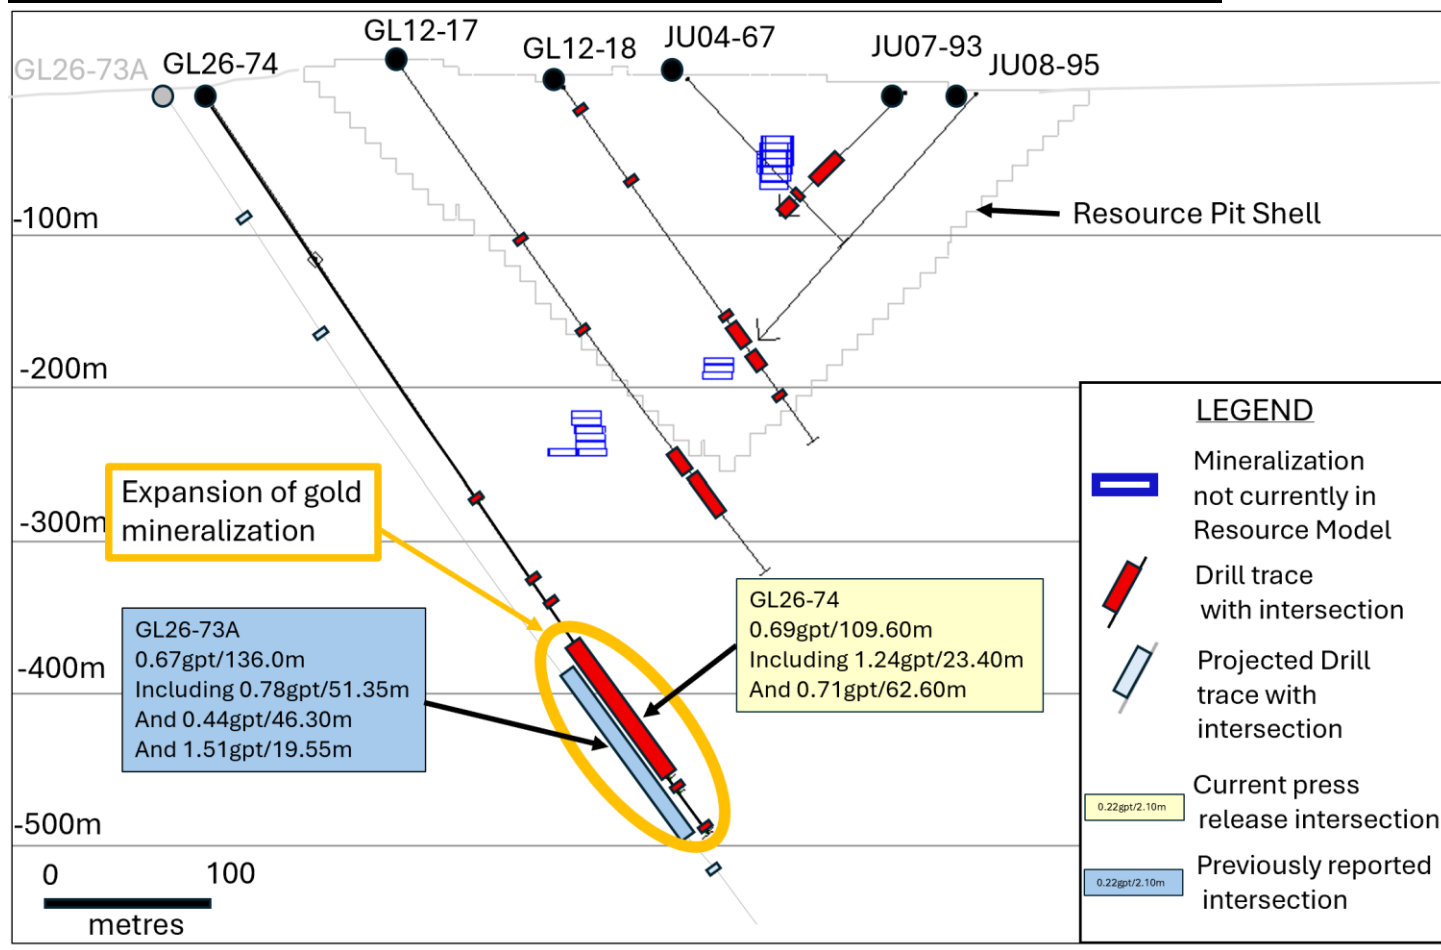 GL26-73A
GL26-74
GL12-17
GL12-18
JU04-67
JU07-93
JU08-95
-100m
Resource Pit Shell
-200m
-300m
-400m
-500m
Expansion of gold
mineralization
GL26-73A
0.67gpt/136.0m
Including 0.78gpt/51.35m
And 0.44gpt/46.30m
And 1.51gpt/19.55m
GL26-74
0.69gpt/109.60m
Including 1.24gpt/23.40m
And 0.71gpt/62.60m
0
100
metres
LEGEND
Mineralization
not currently in
Resource Model
Drill trace
with intersection
Projected Drill
trace with
intersection
0.22gpt/2.10m
Current press
release intersection
0.22gpt/2.10m
Previously reported
intersection